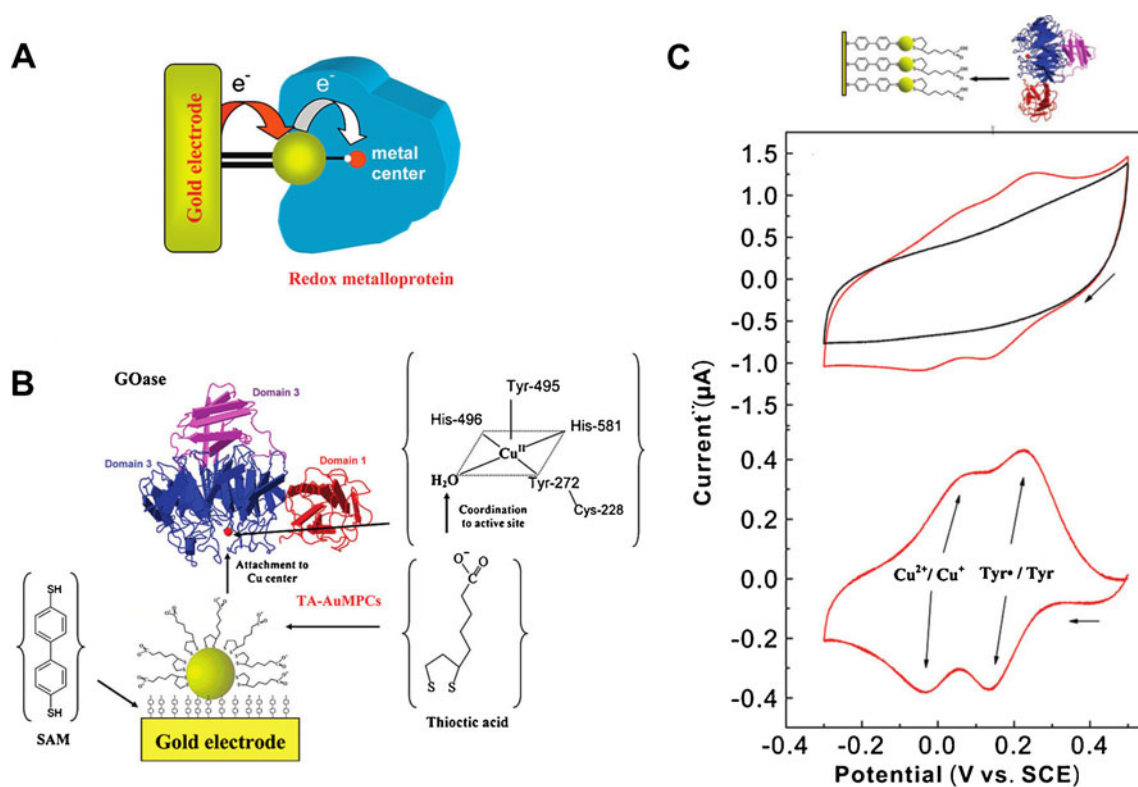 A
Gold electrode
e-
e-
metal
center
Redox metalloprotein
B
GOase
Domain 3
Domain 3
Domain 1
Attachment to
Cu center
TA-AuMPCs
SH
SH
SAM
Gold electrode
Tyr-495
His-496
His-581
CuII
H2O
Tyr-272
Cys-228
Coordination
to active site
O-
O
S
S
Thioctic acid
C
1.5
1.0
0.5
0.0
-0.5
-1.0
-1.5
0.4
0.2
0.0
-0.2
-0.4
Current¨(μA)
Cu2+/ Cu+
Tyr• / Tyr
-0.4
-0.2
0.0
0.2
0.4
Potential (V vs. SCE)